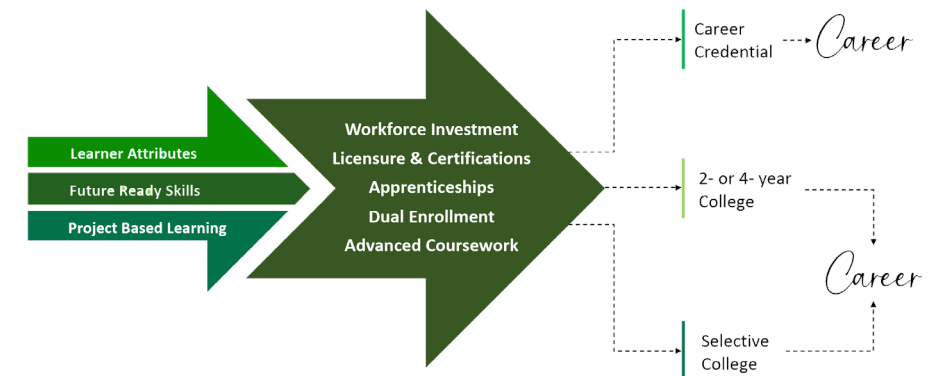 Learner Attributes
Future Ready Skills
Project Based Learning
Workforce Investment
Licensure & Certifications
Apprenticeships
Dual Enrollment
Advanced Coursework
Career
Credential
Career
2- or 4- year
College
Career
Selective
College